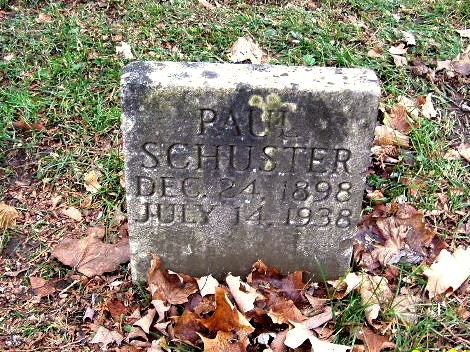 PAUL
SCHUSTER
DEC. 24, 1898
JULY 14, 1938